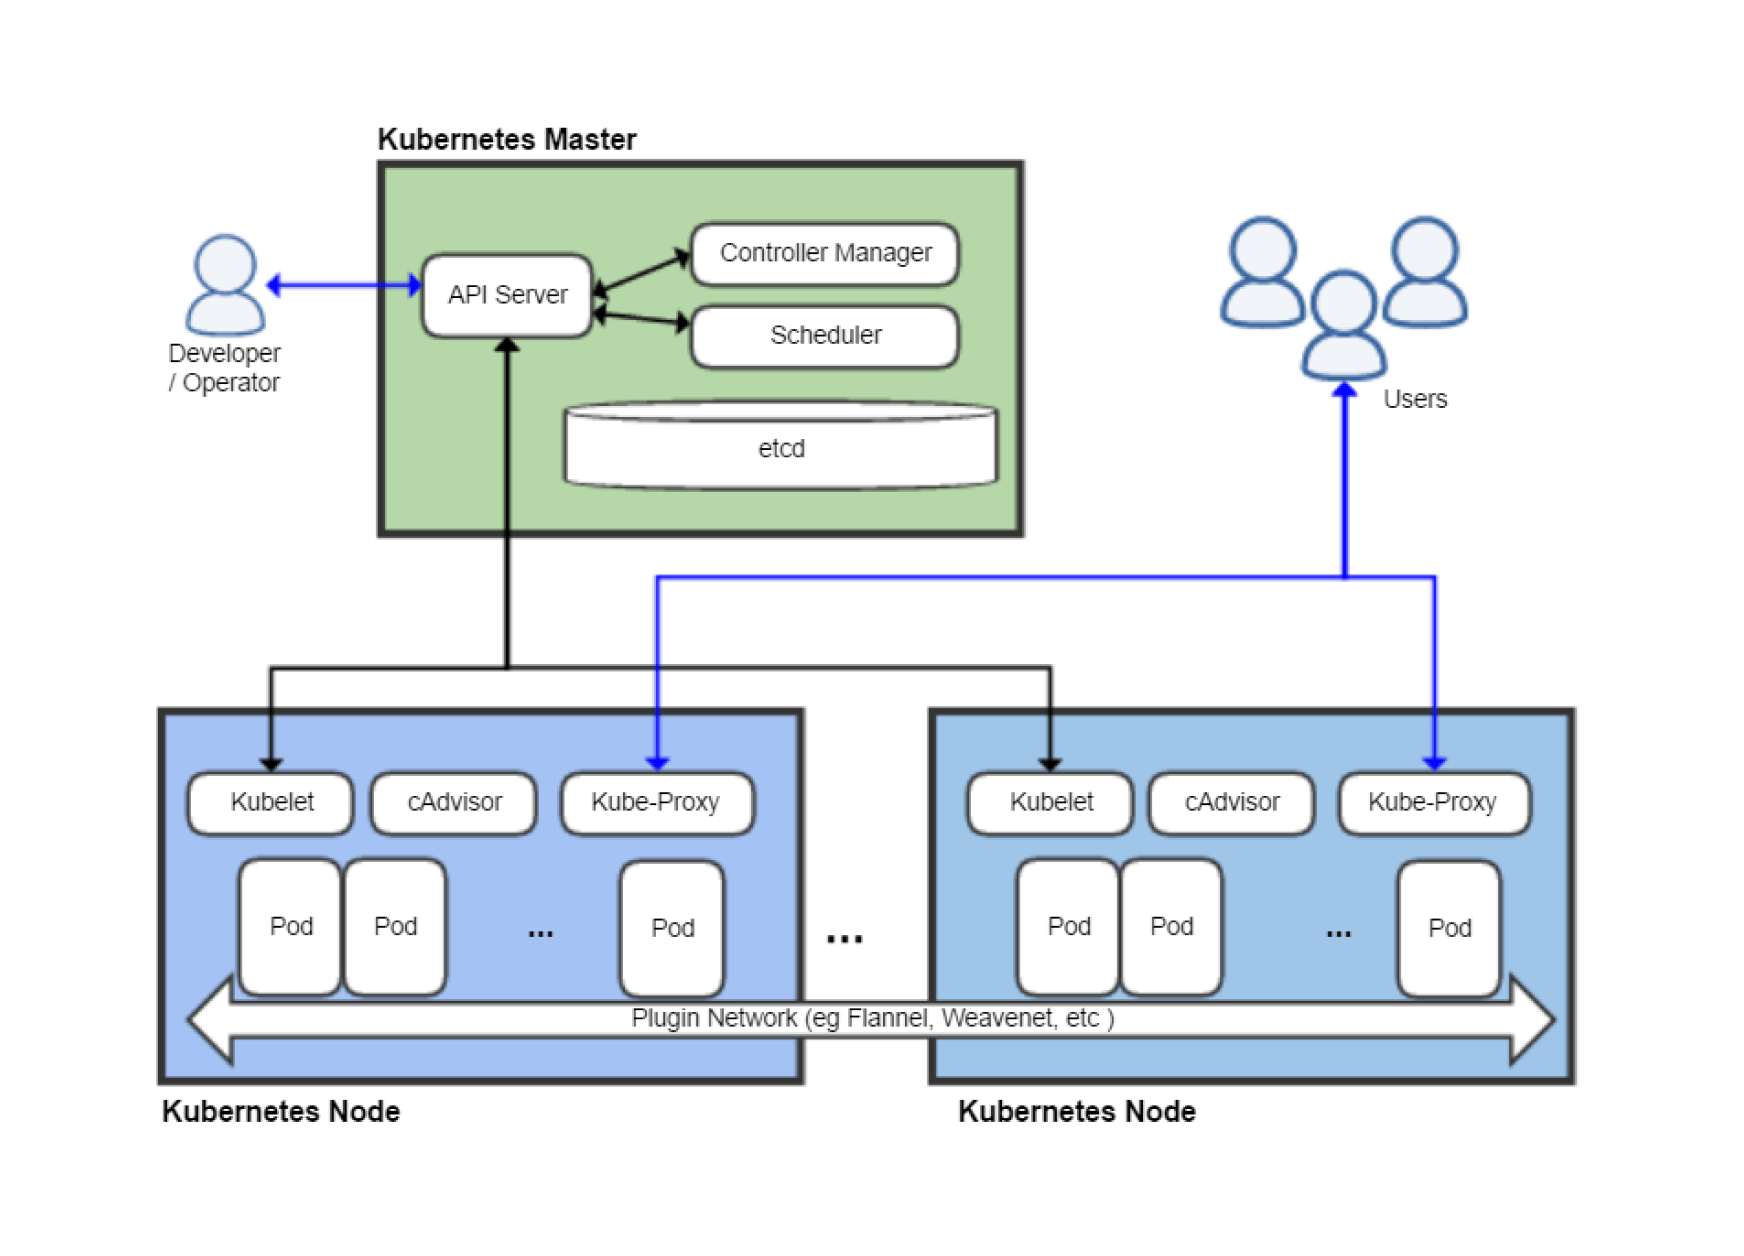 Kubernetes Master
Controller Manager
API Server
Scheduler
etcd
Developer
/ Operator
Users
Kubelet
cAdvisor
Kube-Proxy
Pod
Pod
...
Pod
...
Kubelet
cAdvisor
Kube-Proxy
Pod
Pod
...
Pod
Plugin Network (eg Flannel, Weavenet, etc )
Kubernetes Node
Kubernetes Node